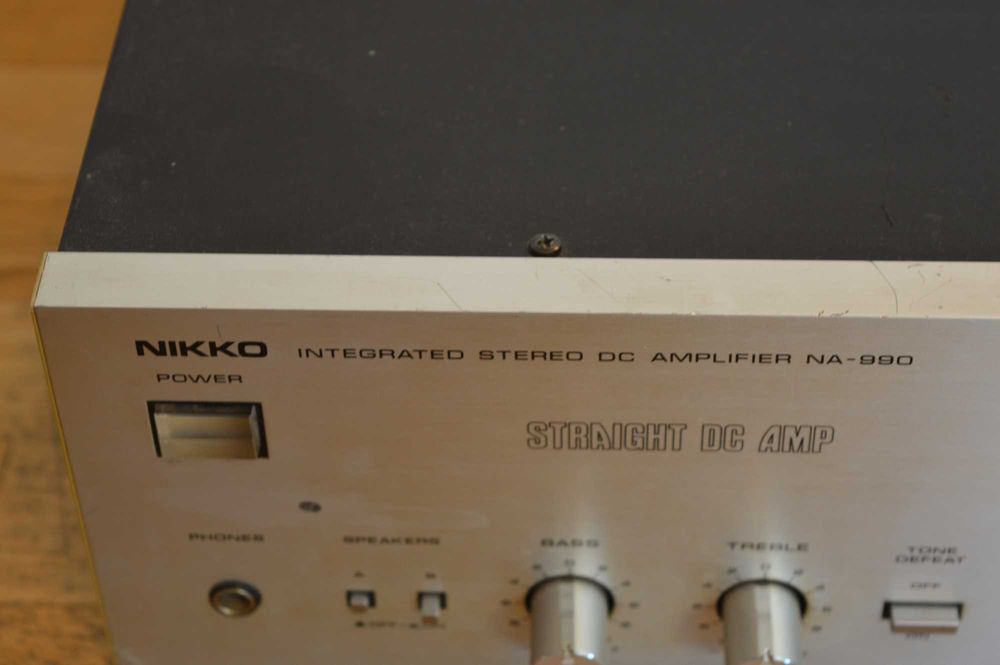 NIKKO INTEGRATED STEREO DC AMPLIFIER NA-990
POWER
STRAIGHT DC AMP
PHONES SPEAKERS BASS TREBLE TONE DEFEAT
A B
OFF